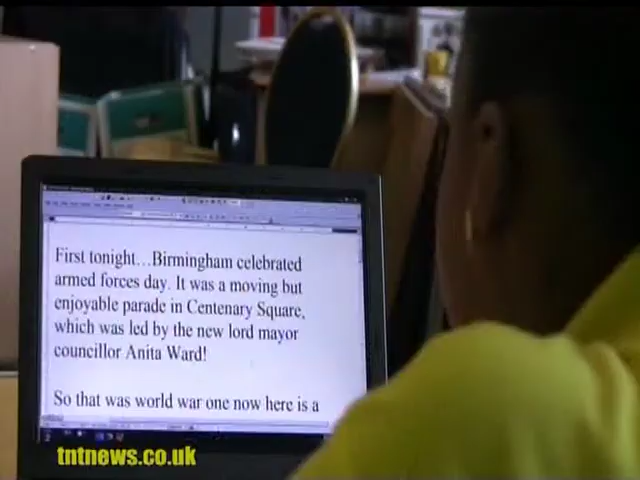 First tonight…Birmingham celebrated
armed forces day. It was a moving but
enjoyable parade in Centenary Square,
which was led by the new lord mayor
councillor Anita Ward!
So that was world war one now here is a
tntnews.co.uk